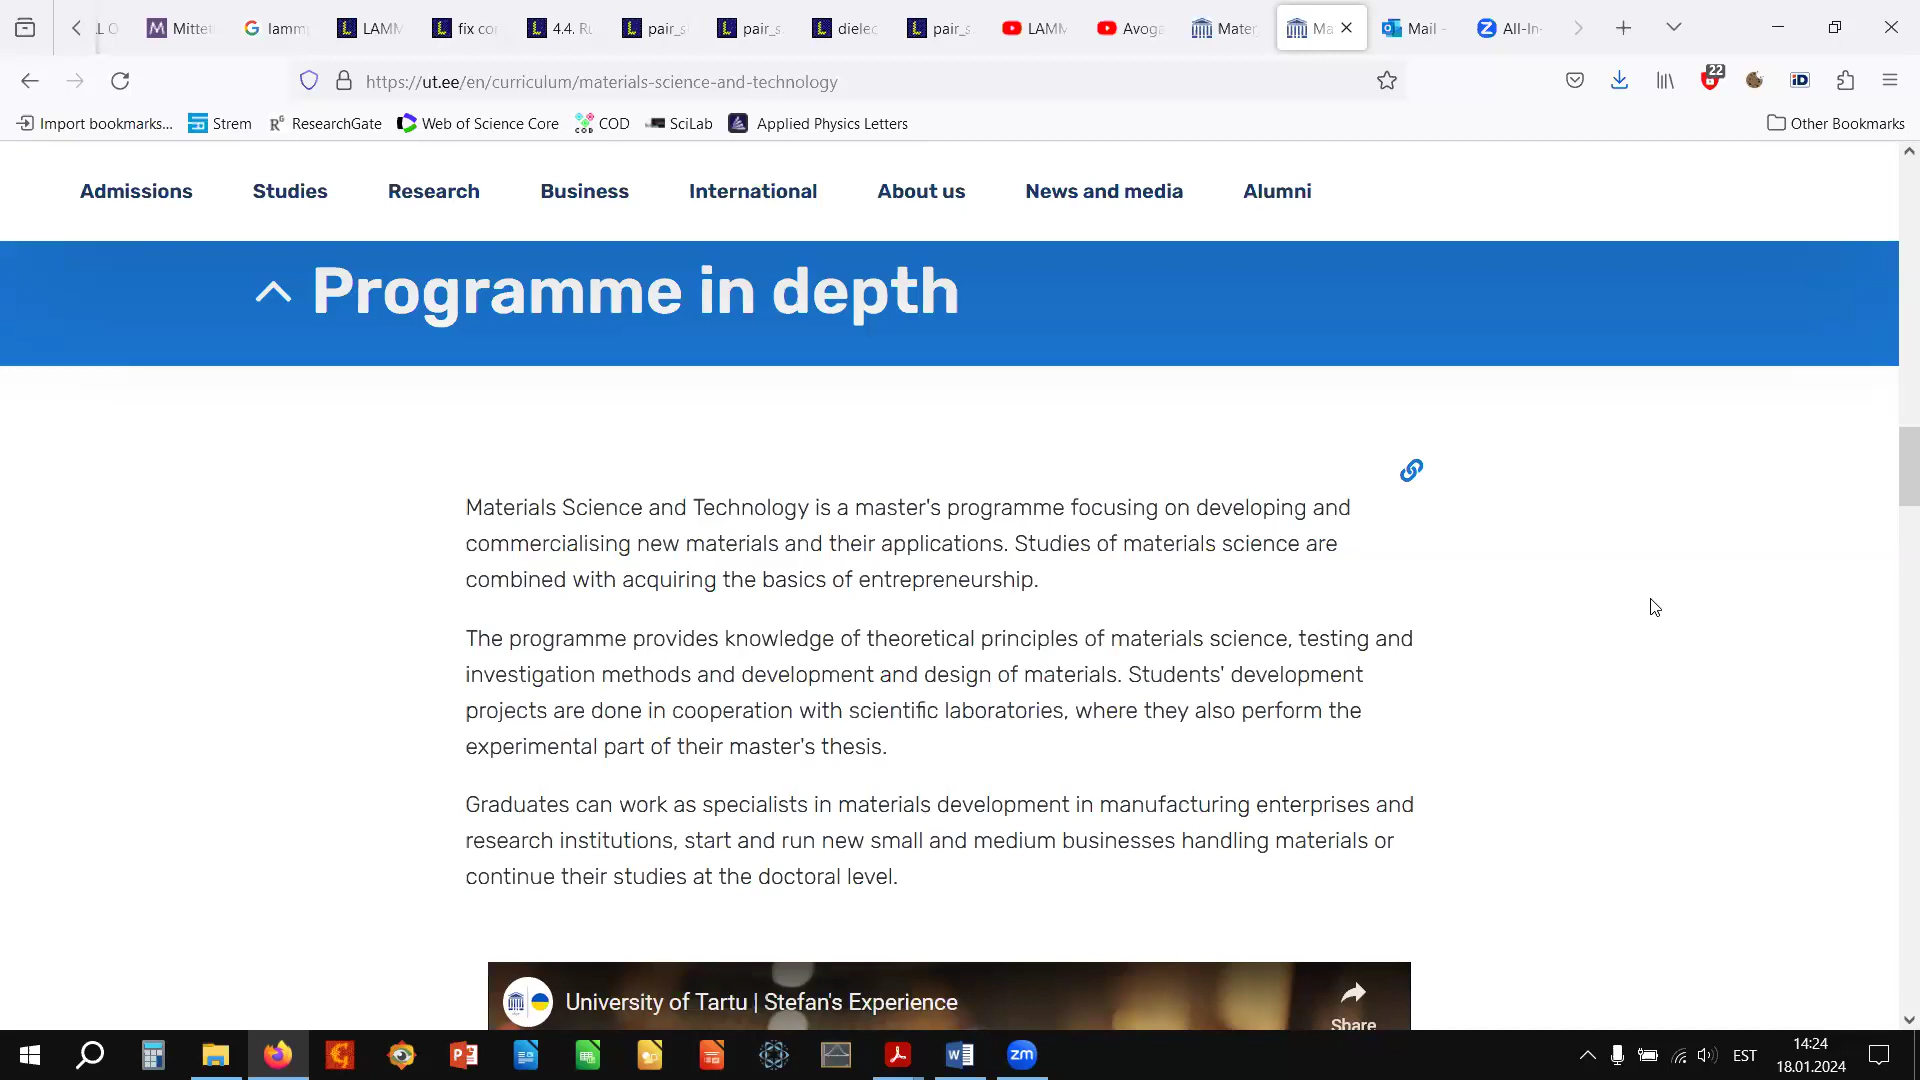 Mittet
lamm
LAMM
fix co
4.4. Ru
pair_s
pair_s
dielec
pair_s
LAMM
Avoga
Mater
Ma
Mail -
All-In-
https://ut.ee/en/curriculum/materials-science-and-technology
22
iD
Import bookmarks...
Strem
ResearchGate
Web of Science Core
COD
SciLab
Applied Physics Letters
Other Bookmarks
Admissions
Studies
Research
Business
International
About us
News and media
Alumni
Programme in depth
Materials Science and Technology is a master's programme focusing on developing and
commercialising new materials and their applications. Studies of materials science are
combined with acquiring the basics of entrepreneurship.
The programme provides knowledge of theoretical principles of materials science, testing and
investigation methods and development and design of materials. Students' development
projects are done in cooperation with scientific laboratories, where they also perform the
experimental part of their master's thesis.
Graduates can work as specialists in materials development in manufacturing enterprises and
research institutions, start and run new small and medium businesses handling materials or
continue their studies at the doctoral level.
University of Tartu | Stefan's Experience
Share
zm
EST
14:24
18.01.2024